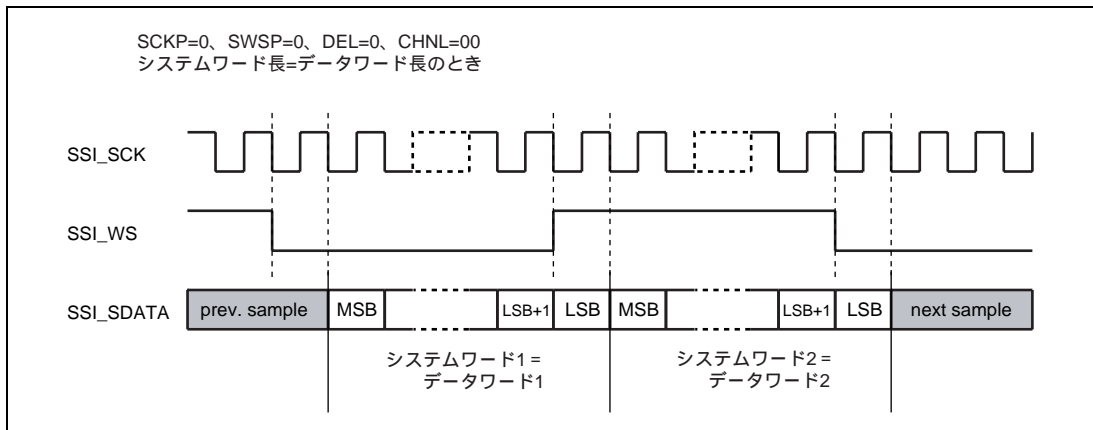 SCKP=0、SWSP=0、DEL=0、CHNL=00
システムワード長=データワード長のとき
SSI_SCK
SSI_WS
SSI_SDATA
prev. sample
MSB
LSB+1
LSB
MSB
LSB+1
LSB
next sample
システムワード1 =
データワード1
システムワード2 =
データワード2